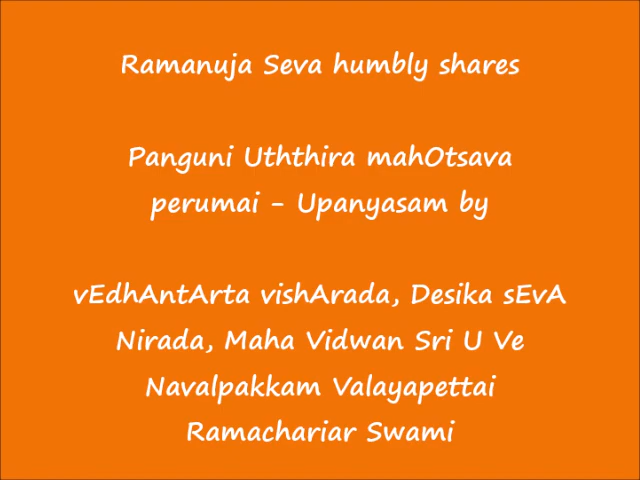 Ramanuja Seva humbly shares
Panguni Uththira mahOtsava
perumai - Upanyasam by
vEdhAntArta vishArada, Desika sEvA
Nirada, Maha Vidwan Sri U Ve
Navalpakkam Valayapettai
Ramachariar Swami